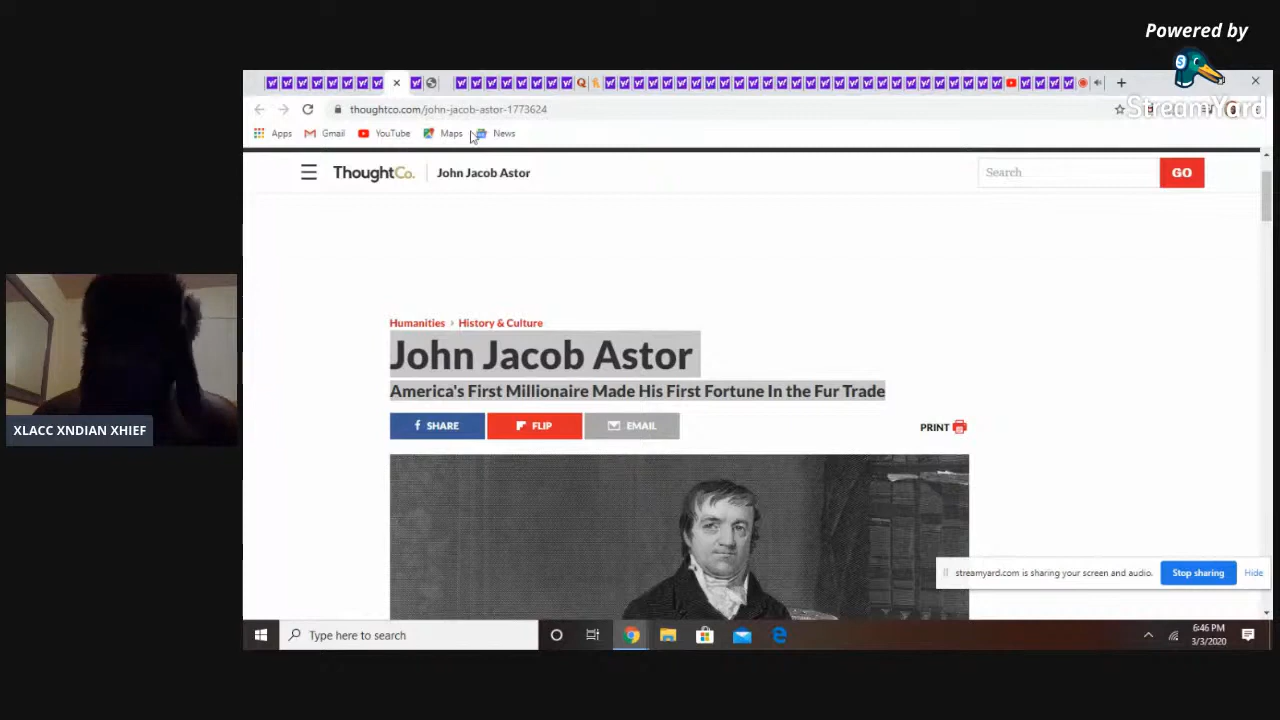 Powered by
StreamYard
thoughtco.com/john-jacob-astor-1773624
Apps Gmail YouTube Maps News
ThoughtCo. John Jacob Astor Search GO
Humanities › History & Culture
John Jacob Astor
America's First Millionaire Made His First Fortune In the Fur Trade
SHARE FLIP EMAIL PRINT
XLACC XNDIAN XHIEF
streamyard.com is sharing your screen and audio. Stop sharing Hide
Type here to search
6:46 PM
3/3/2020